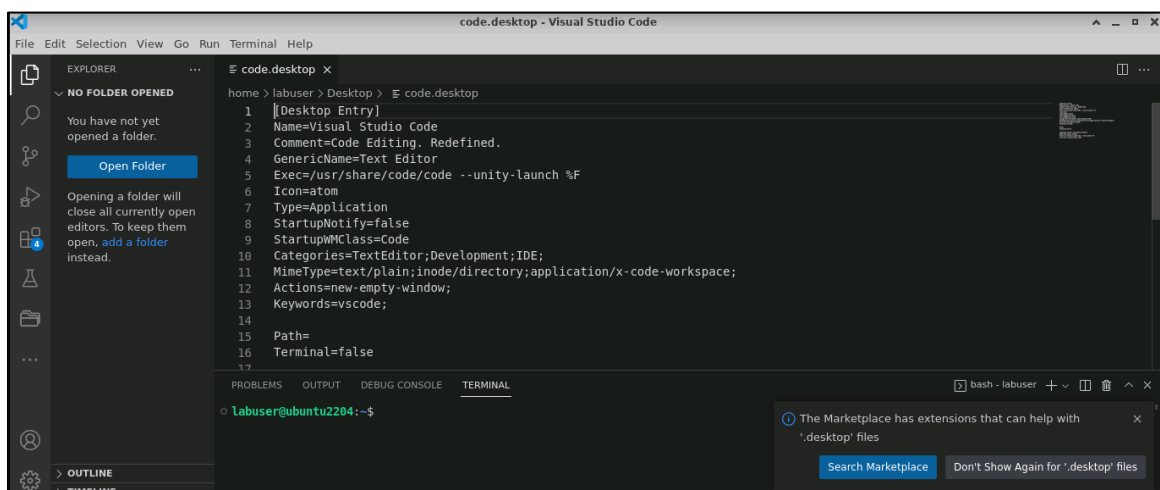 code.desktop - Visual Studio Code
File Edit Selection View Go Run Terminal Help
EXPLORER
code.desktop
NO FOLDER OPENED
You have not yet
opened a folder.
Open Folder
Opening a folder will
close all currently open
editors. To keep them
open, add a folder
instead.
4
OUTLINE
TIMELINE
home > labuser > Desktop > code.desktop
1 [Desktop Entry]
2 Name=Visual Studio Code
3 Comment=Code Editing. Redefined.
4 GenericName=Text Editor
5 Exec=/usr/share/code/code --unity-launch %F
6 Icon=atom
7 Type=Application
8 StartupNotify=false
9 StartupWMClass=Code
10 Categories=TextEditor;Development;IDE;
11 MimeType=text/plain;inode/directory;application/x-code-workspace;
12 Actions=new-empty-window;
13 Keywords=vscode;
14
15 Path=
16 Terminal=false
17
PROBLEMS OUTPUT DEBUG CONSOLE TERMINAL
bash - labuser
labuser@ubuntu2204:~$
The Marketplace has extensions that can help with
'.desktop' files
Search Marketplace
Don't Show Again for '.desktop' files